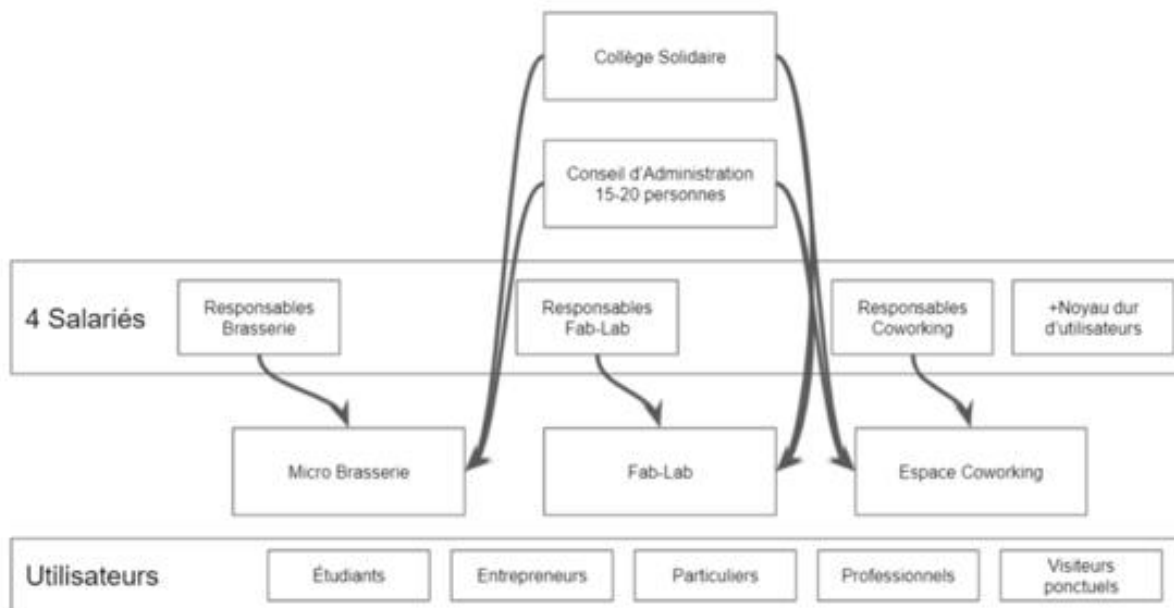 Collège Solidaire
Conseil d'Administration
15-20 personnes
4 Salariés
Responsables
Brasserie
Responsables
Fab-Lab
Responsables
Coworking
+Noyau dur
d'utilisateurs
Micro Brasserie
Fab-Lab
Espace Coworking
Utilisateurs
Étudiants
Entrepreneurs
Particuliers
Professionnels
Visiteurs
ponctuels